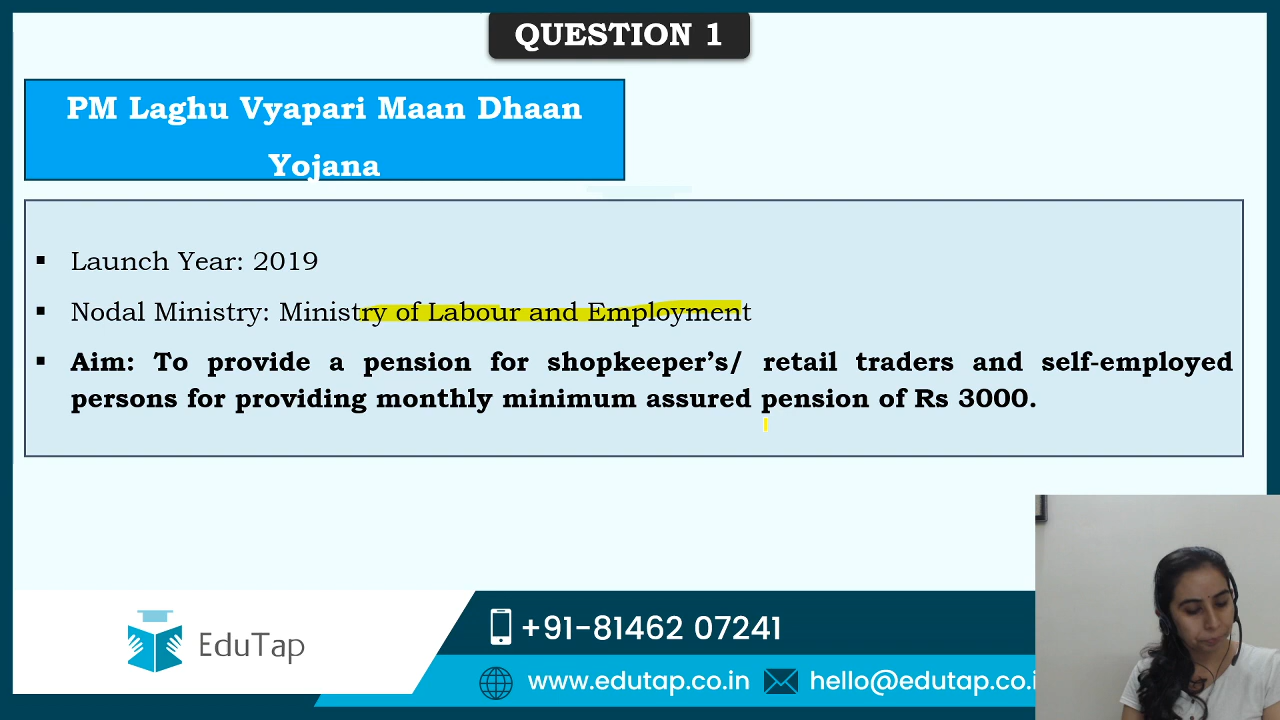 QUESTION 1
PM Laghu Vyapari Maan Dhaan
Yojana
▪ Launch Year: 2019
▪ Nodal Ministry: Ministry of Labour and Employment
▪ Aim: To provide a pension for shopkeeper's/ retail traders and self-employed
persons for providing monthly minimum assured pension of Rs 3000.
EduTap
+91-81462 07241
www.edutap.co.in
hello@edutap.co.i